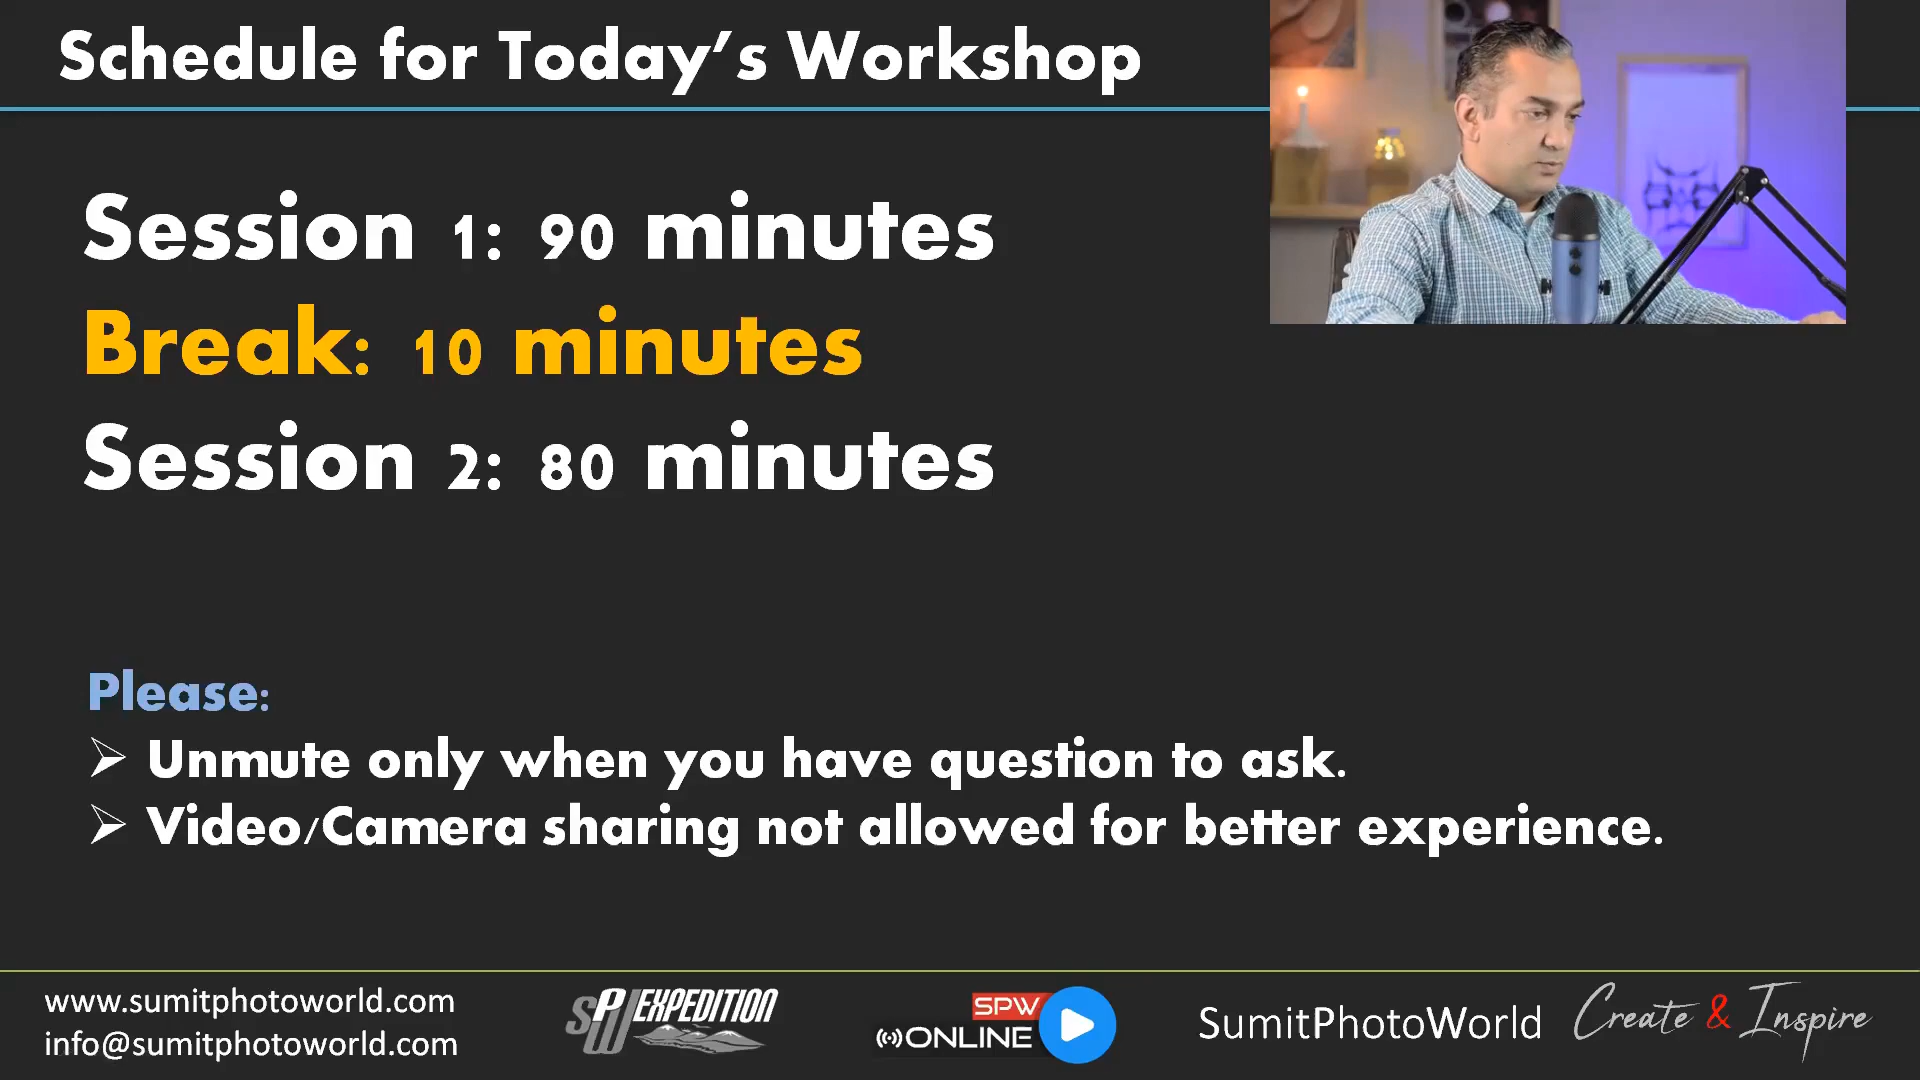 Schedule for Today’s Workshop
Session 1: 90 minutes
Break: 10 minutes
Session 2: 80 minutes
Please:
➢ Unmute only when you have question to ask.
➢ Video/Camera sharing not allowed for better experience.
www.sumitphotoworld.com
info@sumitphotoworld.com
SPW EXPEDITION
SPW
ONLINE
SumitPhotoWorld
Create & Inspire